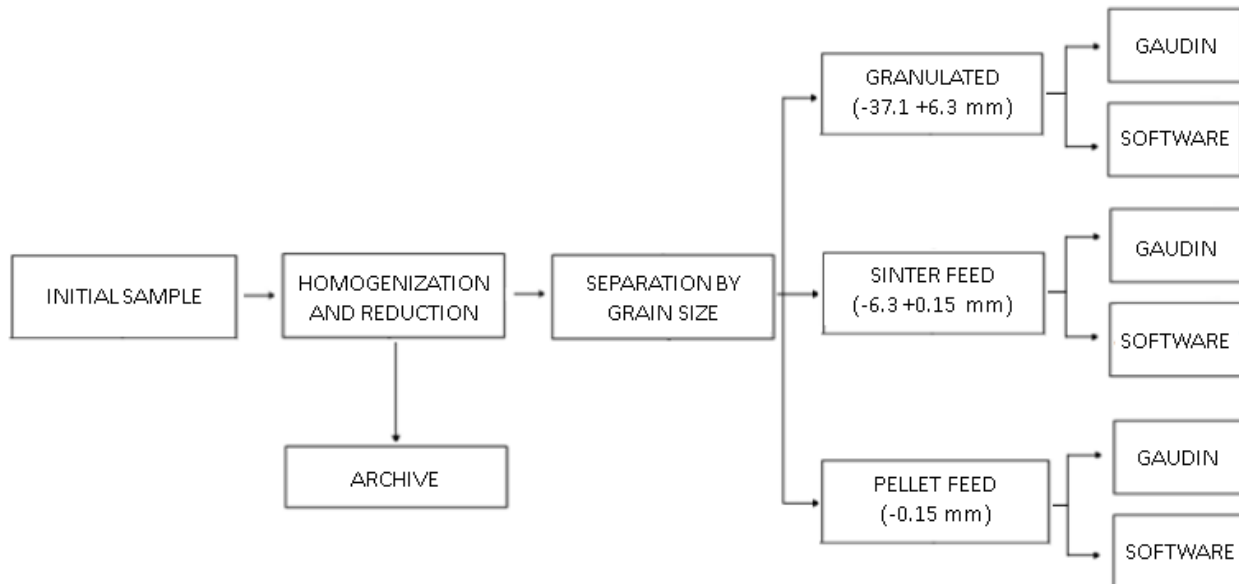 INITIAL SAMPLE
HOMOGENIZATION
AND REDUCTION
ARCHIVE
SEPARATION BY
GRAIN SIZE
GRANULATED
(-37.1 +6.3 mm)
GAUDIN
SOFTWARE
SINTER FEED
(-6.3 +0.15 mm)
GAUDIN
SOFTWARE
PELLET FEED
(-0.15 mm)
GAUDIN
SOFTWARE